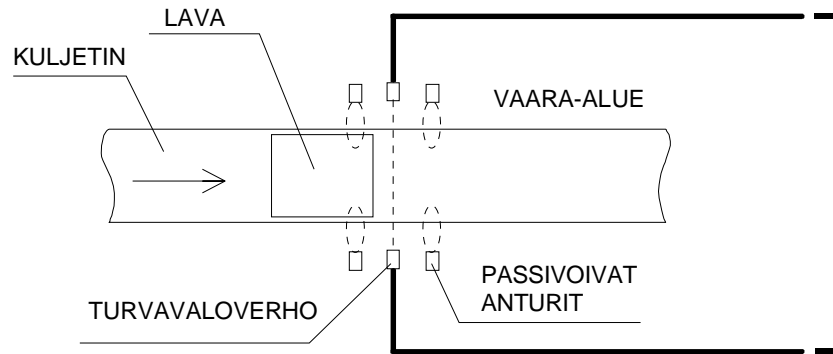 LAVA
KULJETIN
VAARA-ALUE
PASSIVOIVAT
ANTURIT
TURVAVALOVERHO